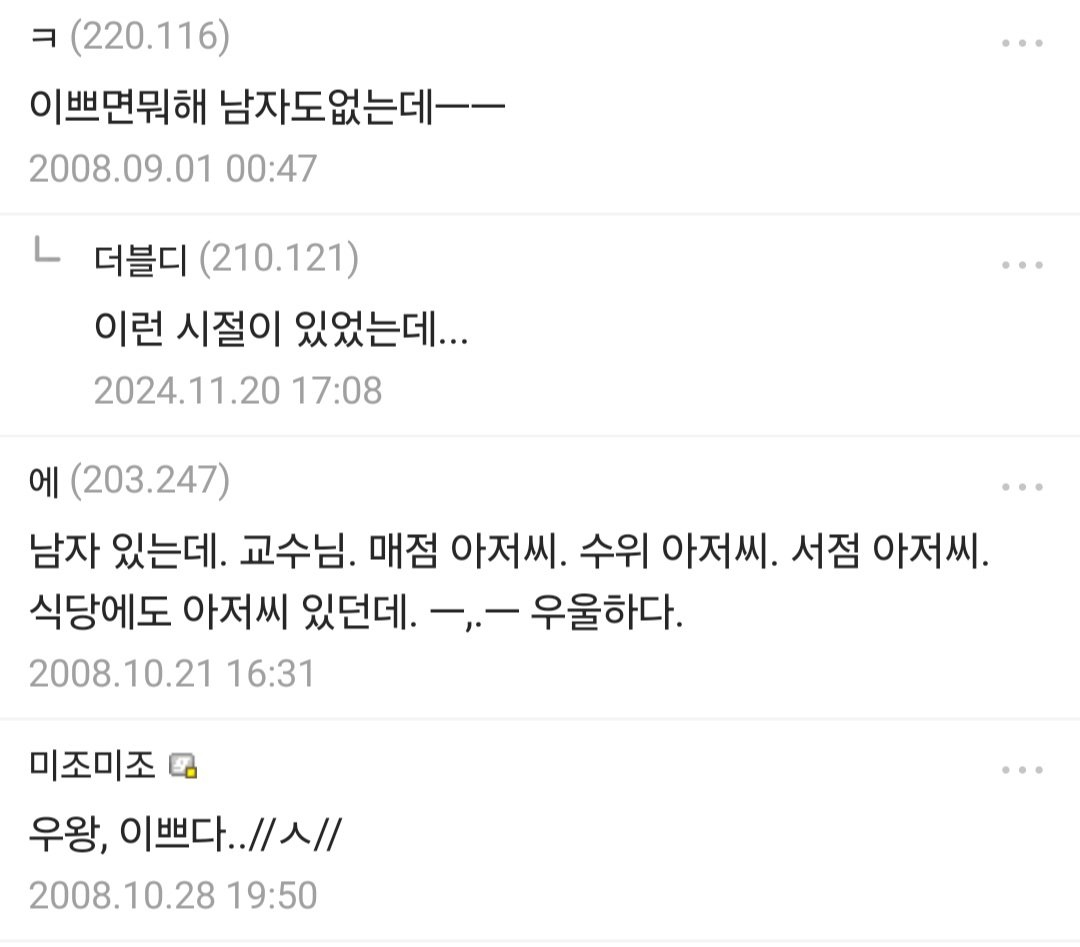 ㅋ (220.116)
이쁘면뭐해 남자도없는데ㅡㅡ
2008.09.01 00:47
더블디 (210.121)
이런 시절이 있었는데...
2024.11.20 17:08
에 (203.247)
남자 있는데. 교수님. 매점 아저씨. 수위 아저씨. 서점 아저씨.
식당에도 아저씨 있던데. ㅡ,.ㅡ 우울하다.
2008.10.21 16:31
미조미조
우왕, 이쁘다..//ㅅ//
2008.10.28 19:50